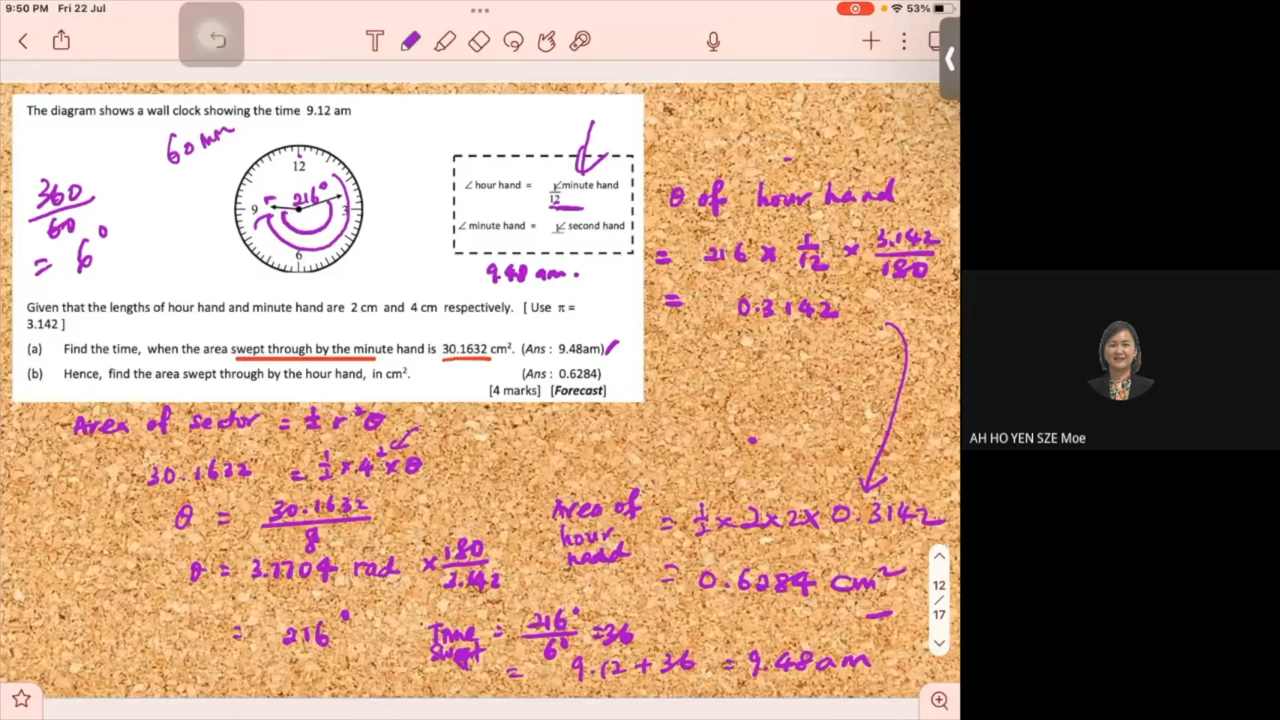 9:50 PM Fri 22 Jul
53%
The diagram shows a wall clock showing the time 9.12 am
60 min
360
60
= 6°
12
216°
9
3
6
∠ hour hand = 1/12 ∠ minute hand
∠ minute hand = ∠ second hand
9.48 am.
Given that the lengths of hour hand and minute hand are 2 cm and 4 cm respectively. [ Use π =
3.142 ]
(a) Find the time, when the area swept through by the minute hand is 30.1632 cm². (Ans : 9.48am)
(b) Hence, find the area swept through by the hour hand, in cm². (Ans : 0.6284)
[4 marks] [Forecast]
Area of sector = ½ r²θ
30.1632 = ½ × 4² × θ
θ = 30.1632 / 8
θ = 3.7704 rad × 180 / 3.142
= 216°
Time swept = 216° / 6° = 36
= 9.12 + 36 = 9.48am
θ of hour hand
= 216 × 1/12 × 3.142/180
= 0.3142
Area of hour hand = ½ × 2 × 2 × 0.3142
= 0.6284 cm²
12
/
17
AH HO YEN SZE Moe